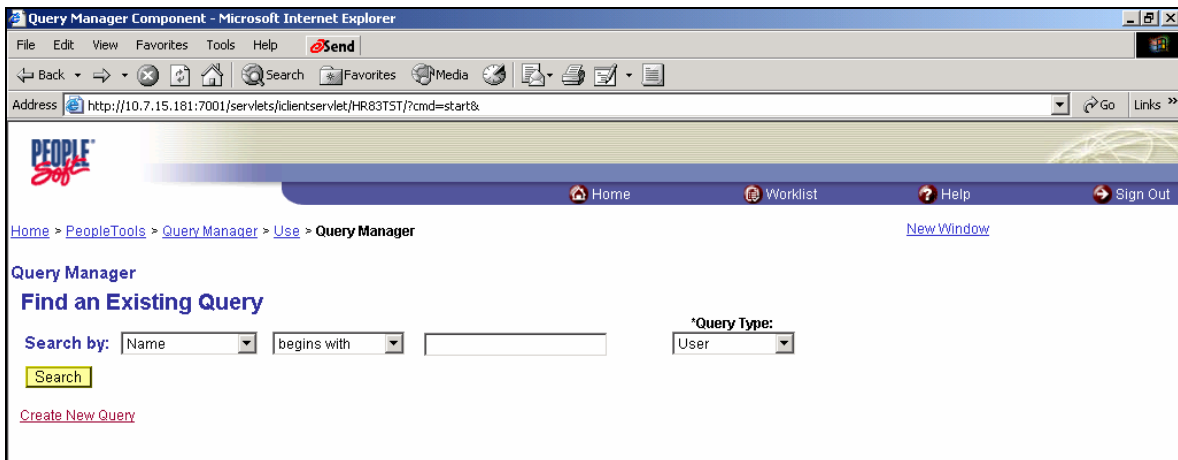 Query Manager Component - Microsoft Internet Explorer
File Edit View Favorites Tools Help Send
Back Search Favorites Media
Address http://10.7.15.181:7001/servlets/iclientservlet/HR83TST/?cmd=start& Go Links »
PEOPLE
Soft
Home Worklist Help Sign Out
Home > PeopleTools > Query Manager > Use > Query Manager New Window
Query Manager
Find an Existing Query
*Query Type:
Search by: Name begins with User
Search
Create New Query